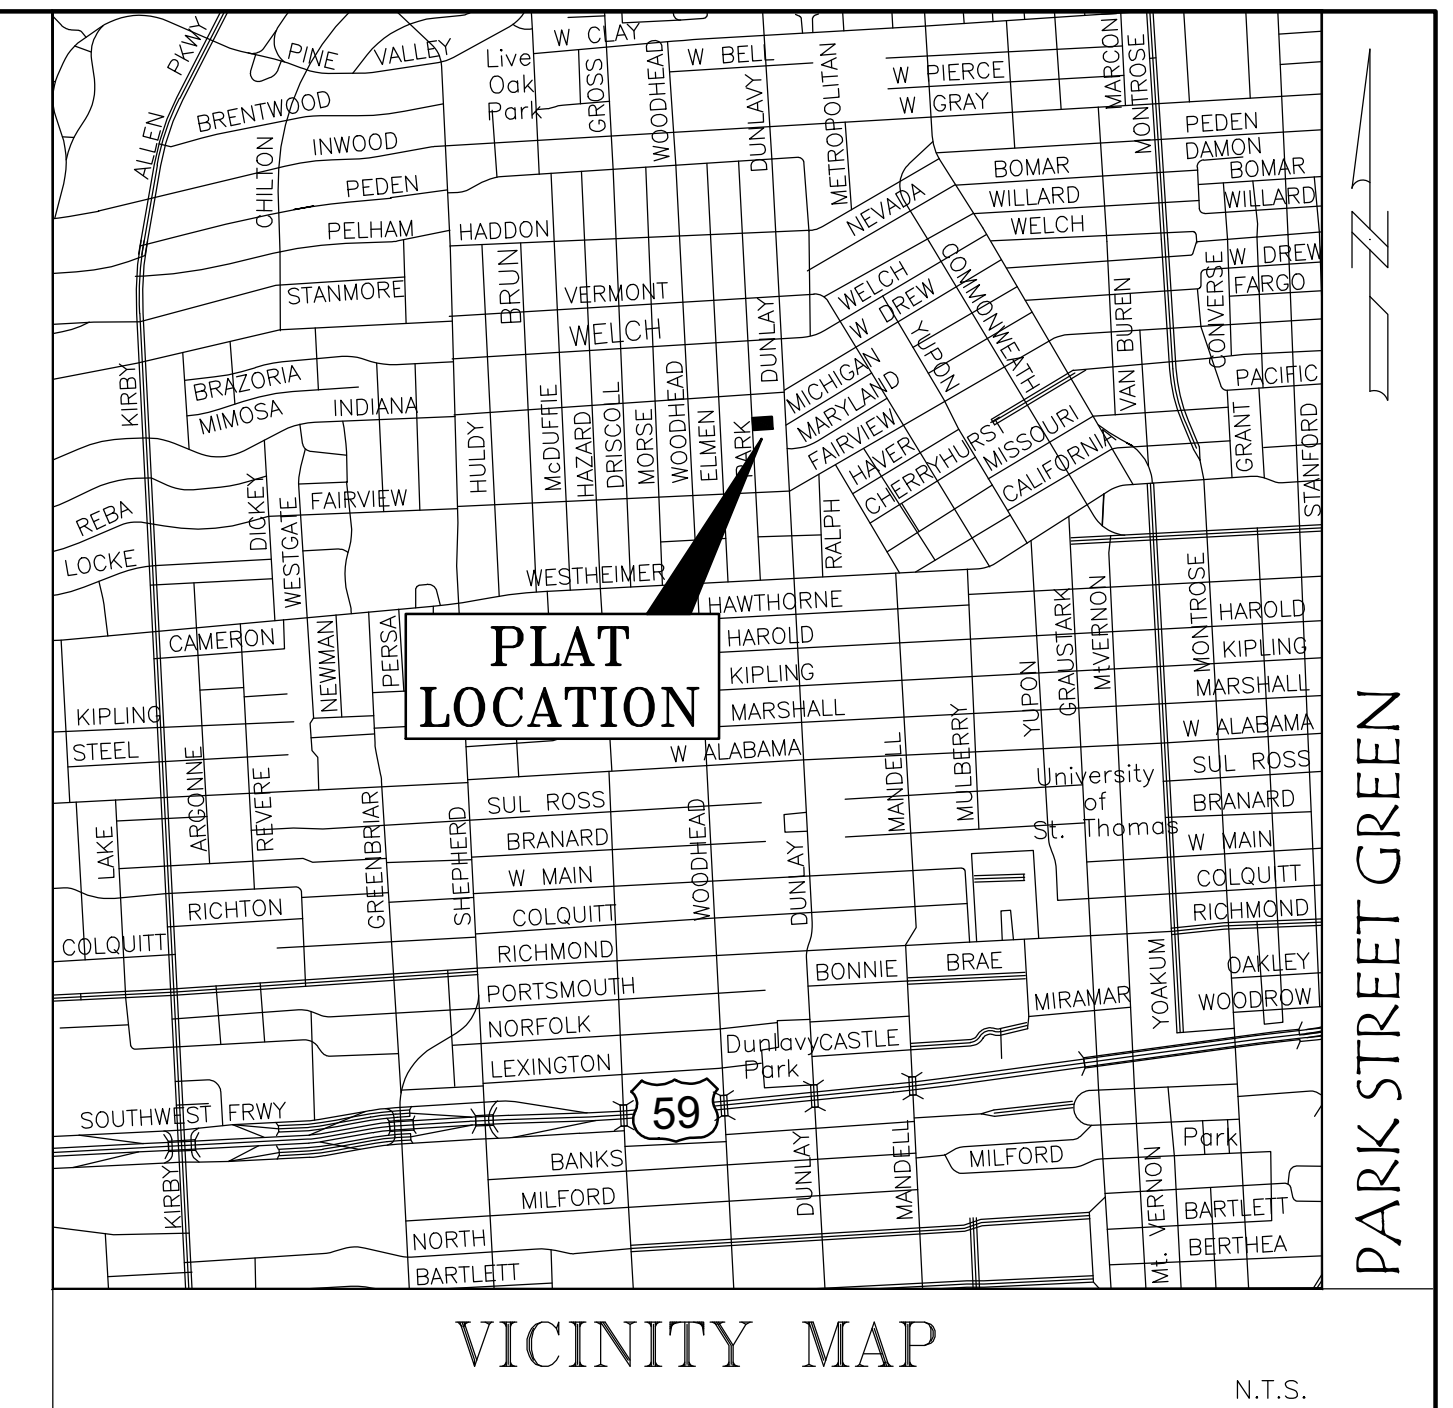 W CLAY
PINE VALLEY
PKWY
ALLEN
Live
Oak
Park
GROSS
WOODHEAD
W BELL
DUNLAVY
METROPOLITAN
W PIERCE
W GRAY
MARCON
MONTROSE
BRENTWOOD
INWOOD
CHILTON
PEDEN
PELHAM
HADDON
BRUN
STANMORE
VERMONT
WELCH
DUNLAY
NEVADA
BOMAR
WILLARD
WELCH
PEDEN
DAMON
BOMAR
WILLARD
W DREW
FARGO
CONVERSE
PACIFIC
VAN BUREN
COMMONWEATH
WELCH
W DREW
YUPON
MICHIGAN
MARYLAND
FAIRVIEW
HAVER
CHERRYHURST
MISSOURI
CALIFORNIA
GRANT
STANFORD
KIRBY
BRAZORIA
MIMOSA
INDIANA
HULDY
McDUFFIE
HAZARD
DRISCOLL
MORSE
WOODHEAD
ELMEN
PARK
REBA
LOCKE
DICKEY
WESTGATE
FAIRVIEW
RALPH
WESTHEIMER
PLAT
LOCATION
HAWTHORNE
HAROLD
KIPLING
MARSHALL
W ALABAMA
CAMERON
NEWMAN
PERSA
KIPLING
STEEL
ARGONNE
REVERE
LAKE
GREENBRIAR
SHEPHERD
MANDELL
MULBERRY
YUPON
GRAUSTARK
MtVERNON
MONTROSE
HAROLD
KIPLING
MARSHALL
W ALABAMA
SUL ROSS
BRANARD
W MAIN
COLQUITT
RICHMOND
University
of
St. Thomas
SUL ROSS
BRANARD
W MAIN
COLQUITT
RICHMOND
PORTSMOUTH
NORFOLK
LEXINGTON
WOODHEAD
DUNLAY
RICHTON
COLQUITT
BONNIE BRAE
MIRAMAR
YOAKUM
OAKLEY
WOODROW
Dunlavy
Park
CASTLE
SOUTHWEST FRWY
59
KIRBY
BANKS
MILFORD
NORTH
BARTLETT
DUNLAY
MANDELL
MILFORD
Park
Mt. VERNON
BARTLETT
BERTHEA
PARK STREET GREEN
VICINITY MAP
N.T.S.